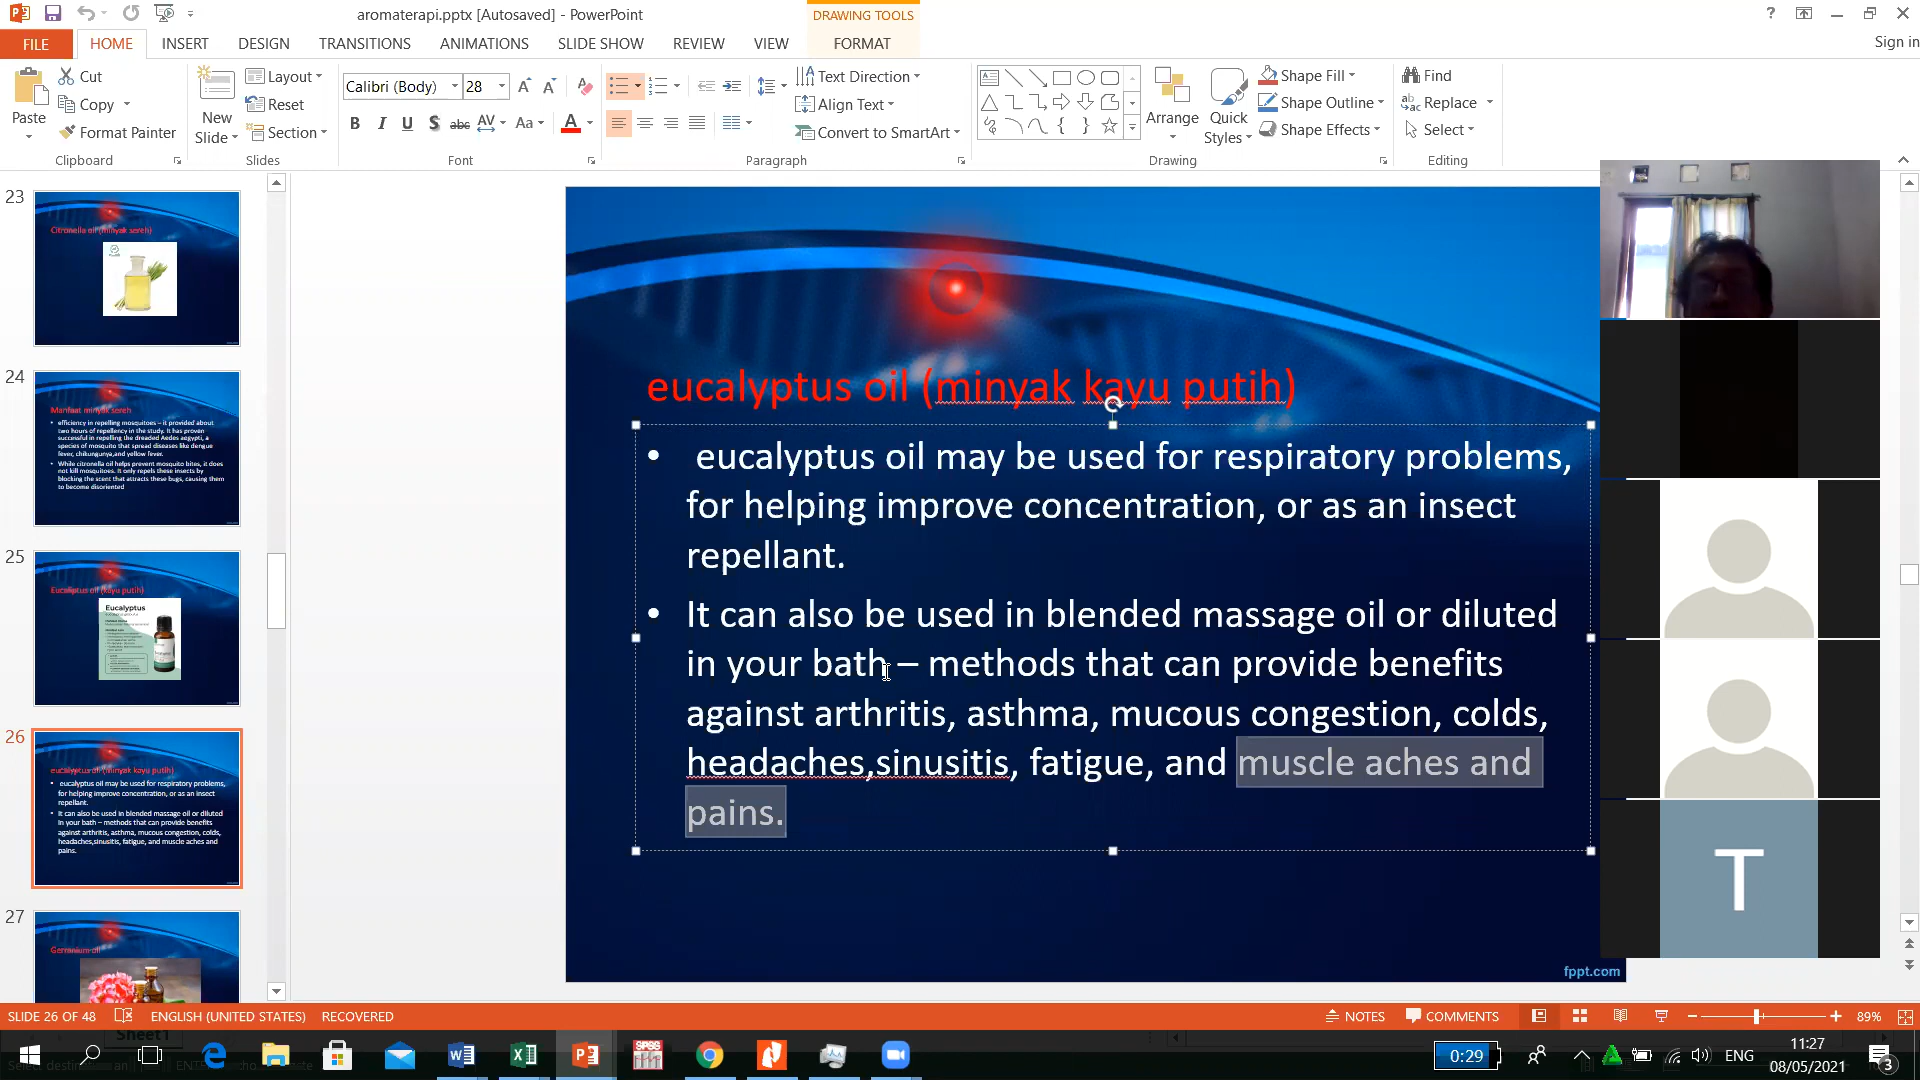 aromaterapi.pptx [Autosaved] - PowerPoint
DRAWING TOOLS
?
FILE
HOME
INSERT
DESIGN
TRANSITIONS
ANIMATIONS
SLIDE SHOW
REVIEW
VIEW
FORMAT
Sign in
Paste
Cut
Copy
Format Painter
Clipboard
New
Slide
Layout
Reset
Section
Slides
Calibri (Body)
28
B I U S abc AV Aa A
Font
Text Direction
Align Text
Convert to SmartArt
Paragraph
Arrange
Quick
Styles
Shape Fill
Shape Outline
Shape Effects
Drawing
Find
Replace
Select
Editing
23
Citronella oil (minyak sereh)
24
Manfaat minyak sereh
• efficiency in repelling mosquitoes – it provided about
two hours of repellency in the study. It has proven
successful in repelling the dreaded Aedes aegypti, a
species of mosquito that spread diseases like dengue
fever, chikungunya,and yellow fever.
• While citronella oil helps prevent mosquito bites, it does
not kill mosquitoes. It only repels these insects by
blocking the scent that attracts these bugs, causing them
to become disoriented
25
Eucaliptus oil (kayu putih)
Eucalyptus
26
eucalyptus oil (minyak kayu putih)
• eucalyptus oil may be used for respiratory problems,
for helping improve concentration, or as an insect
repellant.
• It can also be used in blended massage oil or diluted
in your bath – methods that can provide benefits
against arthritis, asthma, mucous congestion, colds,
headaches,sinusitis, fatigue, and muscle aches and
pains.
27
Germanium oil
eucalyptus oil (minyak kayu putih)
• eucalyptus oil may be used for respiratory problems,
for helping improve concentration, or as an insect
repellant.
• It can also be used in blended massage oil or diluted
in your bath – methods that can provide benefits
against arthritis, asthma, mucous congestion, colds,
headaches,sinusitis, fatigue, and muscle aches and
pains.
fppt.com
T
SLIDE 26 OF 48
ENGLISH (UNITED STATES)
RECOVERED
NOTES
COMMENTS
89%
Sheet1
SPSS
0:29
ENG
11:27
08/05/2021
3